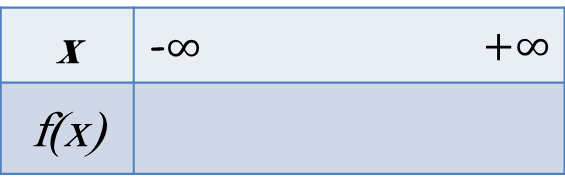 x -∞ +∞
f(x)